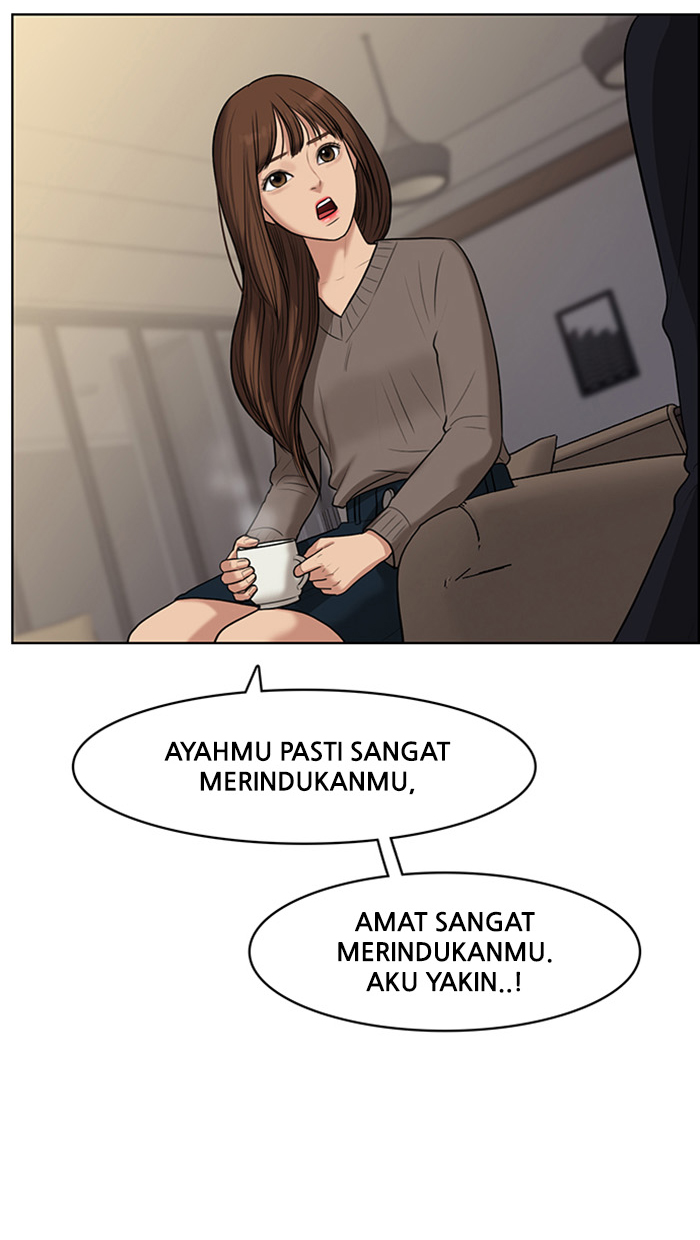 AYAHMU PASTI SANGAT
MERINDUKANMU,
AMAT SANGAT
MERINDUKANMU.
AKU YAKIN..!